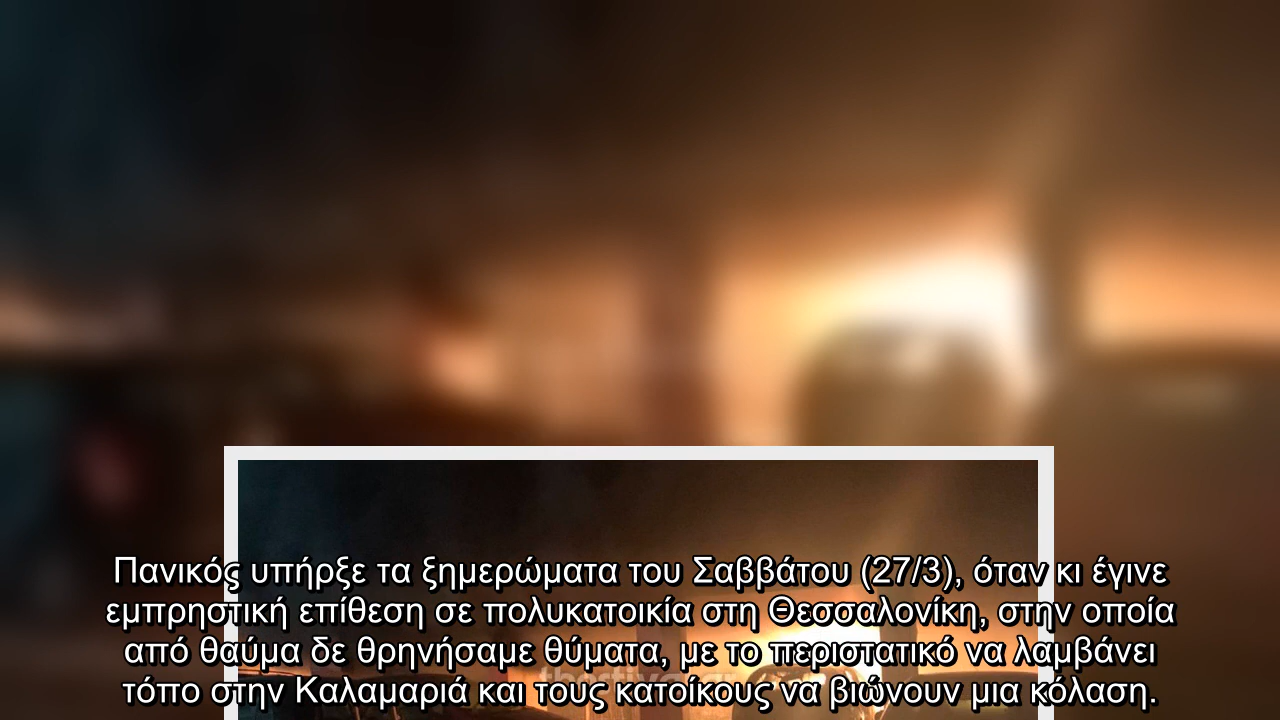 Πανικός υπήρξε τα ξημερώματα του Σαββάτου (27/3), όταν κι έγινε
εμπρηστική επίθεση σε πολυκατοικία στη Θεσσαλονίκη, στην οποία
από θαύμα δε θρηνήσαμε θύματα, με το περιστατικό να λαμβάνει
τόπο στην Καλαμαριά και τους κατοίκους να βιώνουν μια κόλαση.